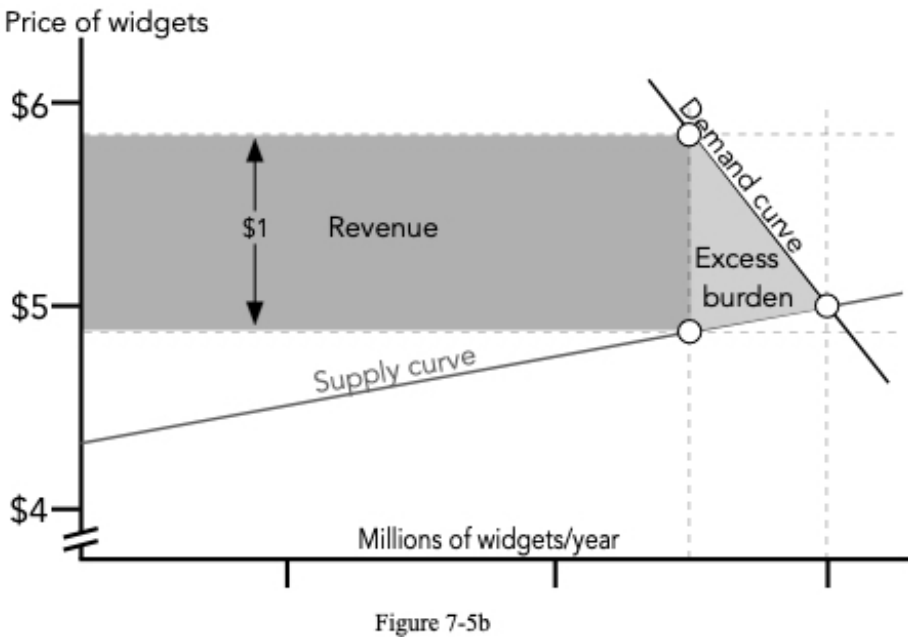 Price of widgets
$6
Demand curve
$1
Revenue
Excess
burden
$5
Supply curve
$4
Millions of widgets/year
Figure 7-5b